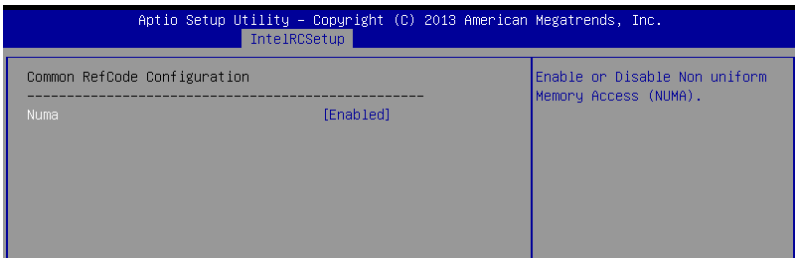 Aptio Setup Utility – Copyright (C) 2013 American Megatrends, Inc.
IntelRCSetup
Common RefCode Configuration
--------------------------------------------------
Numa [Enabled]
Enable or Disable Non uniform
Memory Access (NUMA).